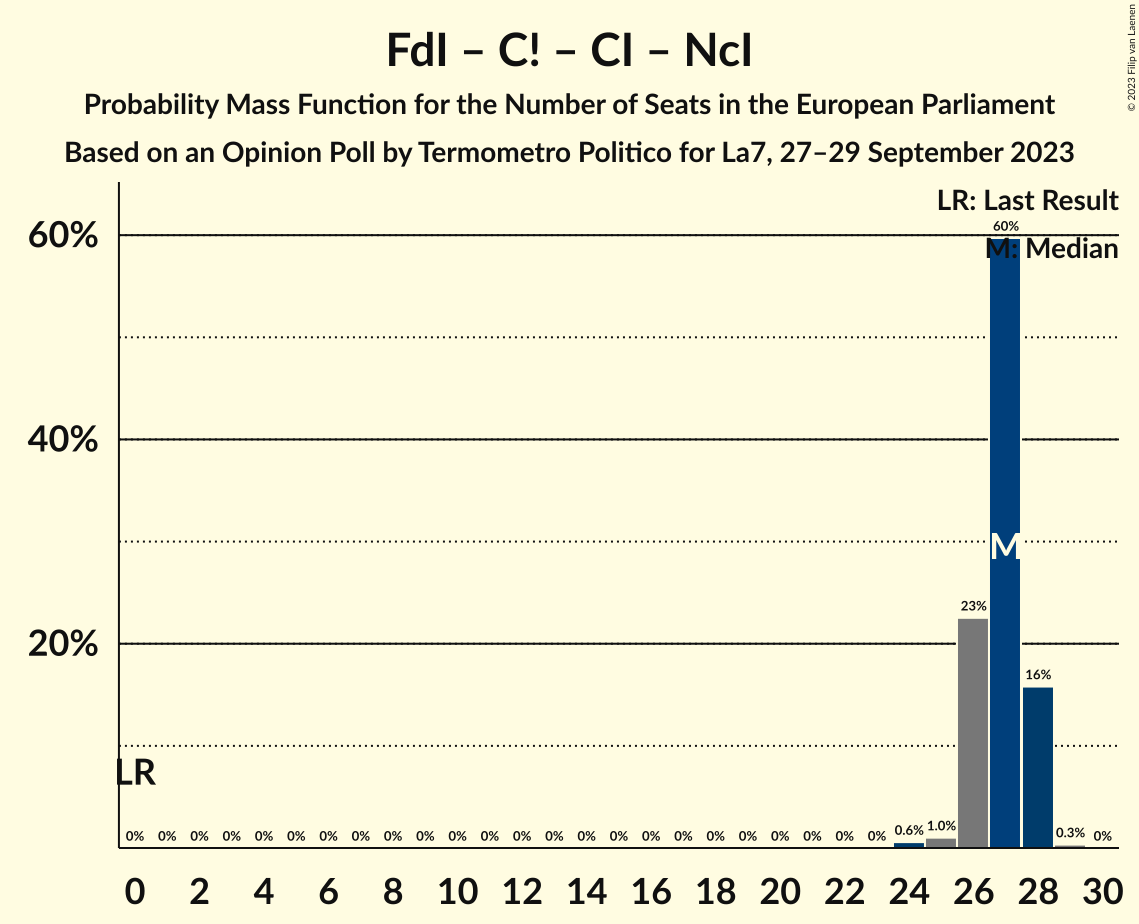 FdI – C! – CI – NcI
Probability Mass Function for the Number of Seats in the European Parliament
Based on an Opinion Poll by Termometro Politico for La7, 27–29 September 2023
© 2023 Filip van Laenen
LR: Last Result
M: Median
60%
40%
20%
60%
M
23%
16%
LR
0% 0% 0% 0% 0% 0% 0% 0% 0% 0% 0% 0% 0% 0% 0% 0% 0% 0% 0% 0% 0% 0% 0% 0% 0.6% 1.0% 0.3% 0%
0 2 4 6 8 10 12 14 16 18 20 22 24 26 28 30